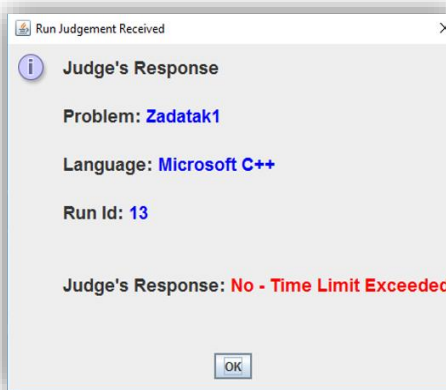 Run Judgement Received
Judge's Response
Problem: Zadatak1
Language: Microsoft C++
Run Id: 13
Judge's Response: No - Time Limit Exceeded
OK